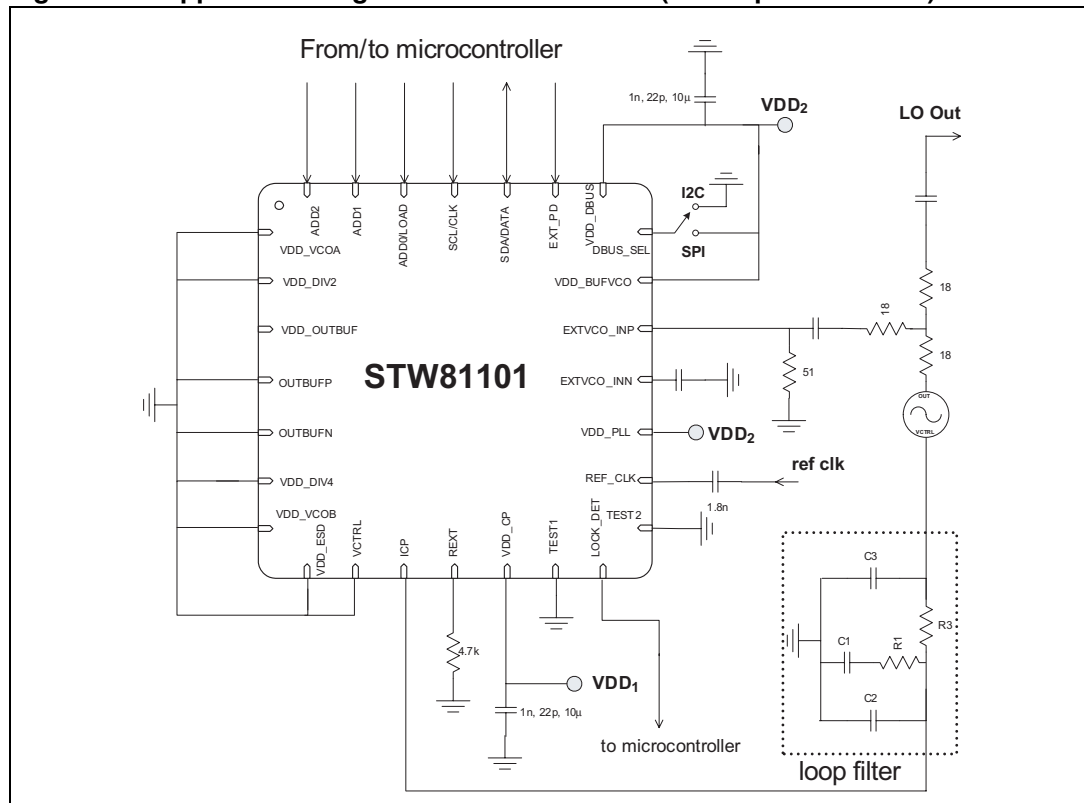 From/to microcontroller
1n, 22p, 10µ
VDD2
LO Out
ADD2
ADD1
ADD0/LOAD
SCL/CLK
SDA/DATA
EXT_PD
VDD_DBUS
I2C
SPI
DBUS_SEL
VDD_VCOA
VDD_DIV2
VDD_BUFVCO
18
18
18
VDD_OUTBUF
EXTVCO_INP
STW81101
51
OUTBUFP
EXTVCO_INN
OUT
VCTRL
OUTBUFN
VDD_PLL
VDD2
ref clk
VDD_DIV4
REF_CLK
1.8n
VDD_VCOB
TEST2
VDD_ESD
VCTRL
ICP
REXT
VDD_CP
TEST1
LOCK_DET
C3
R3
C1
R1
C2
4.7k
VDD1
1n, 22p, 10µ
to microcontroller
loop filter